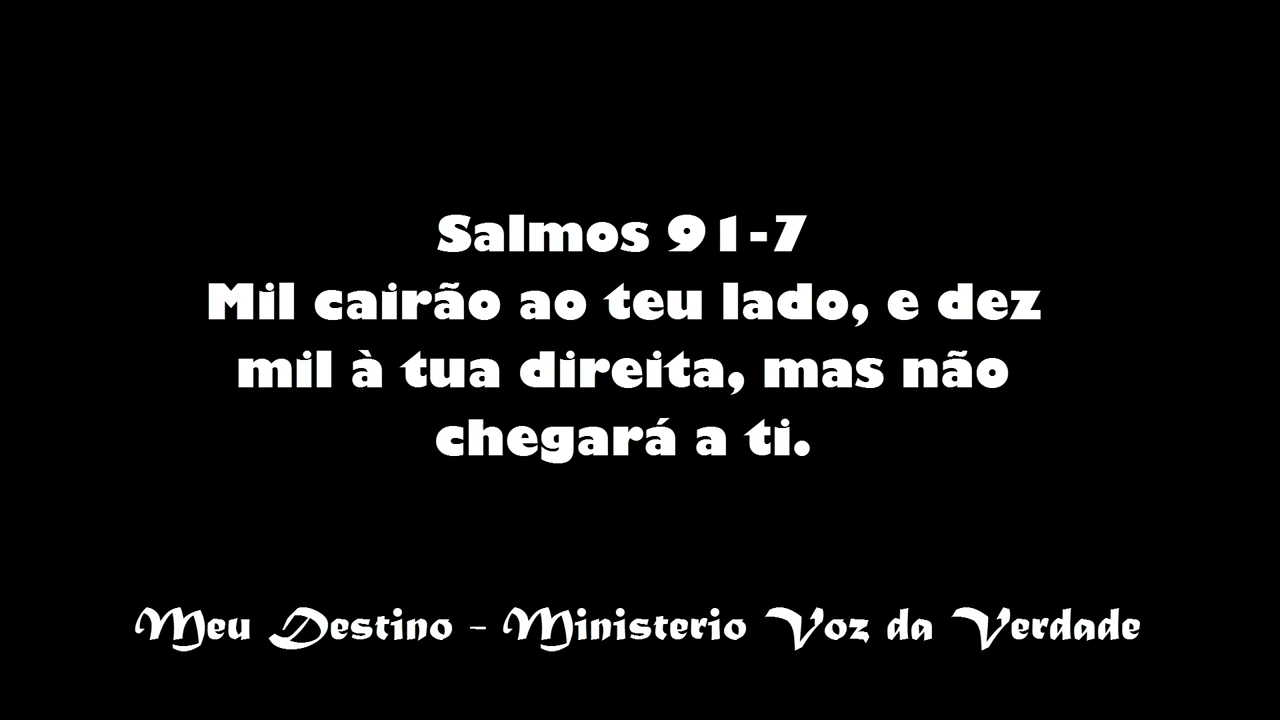 Salmos 91-7
Mil cairão ao teu lado, e dez
mil à tua direita, mas não
chegará a ti.
Meu Destino - Ministerio Voz da Verdade